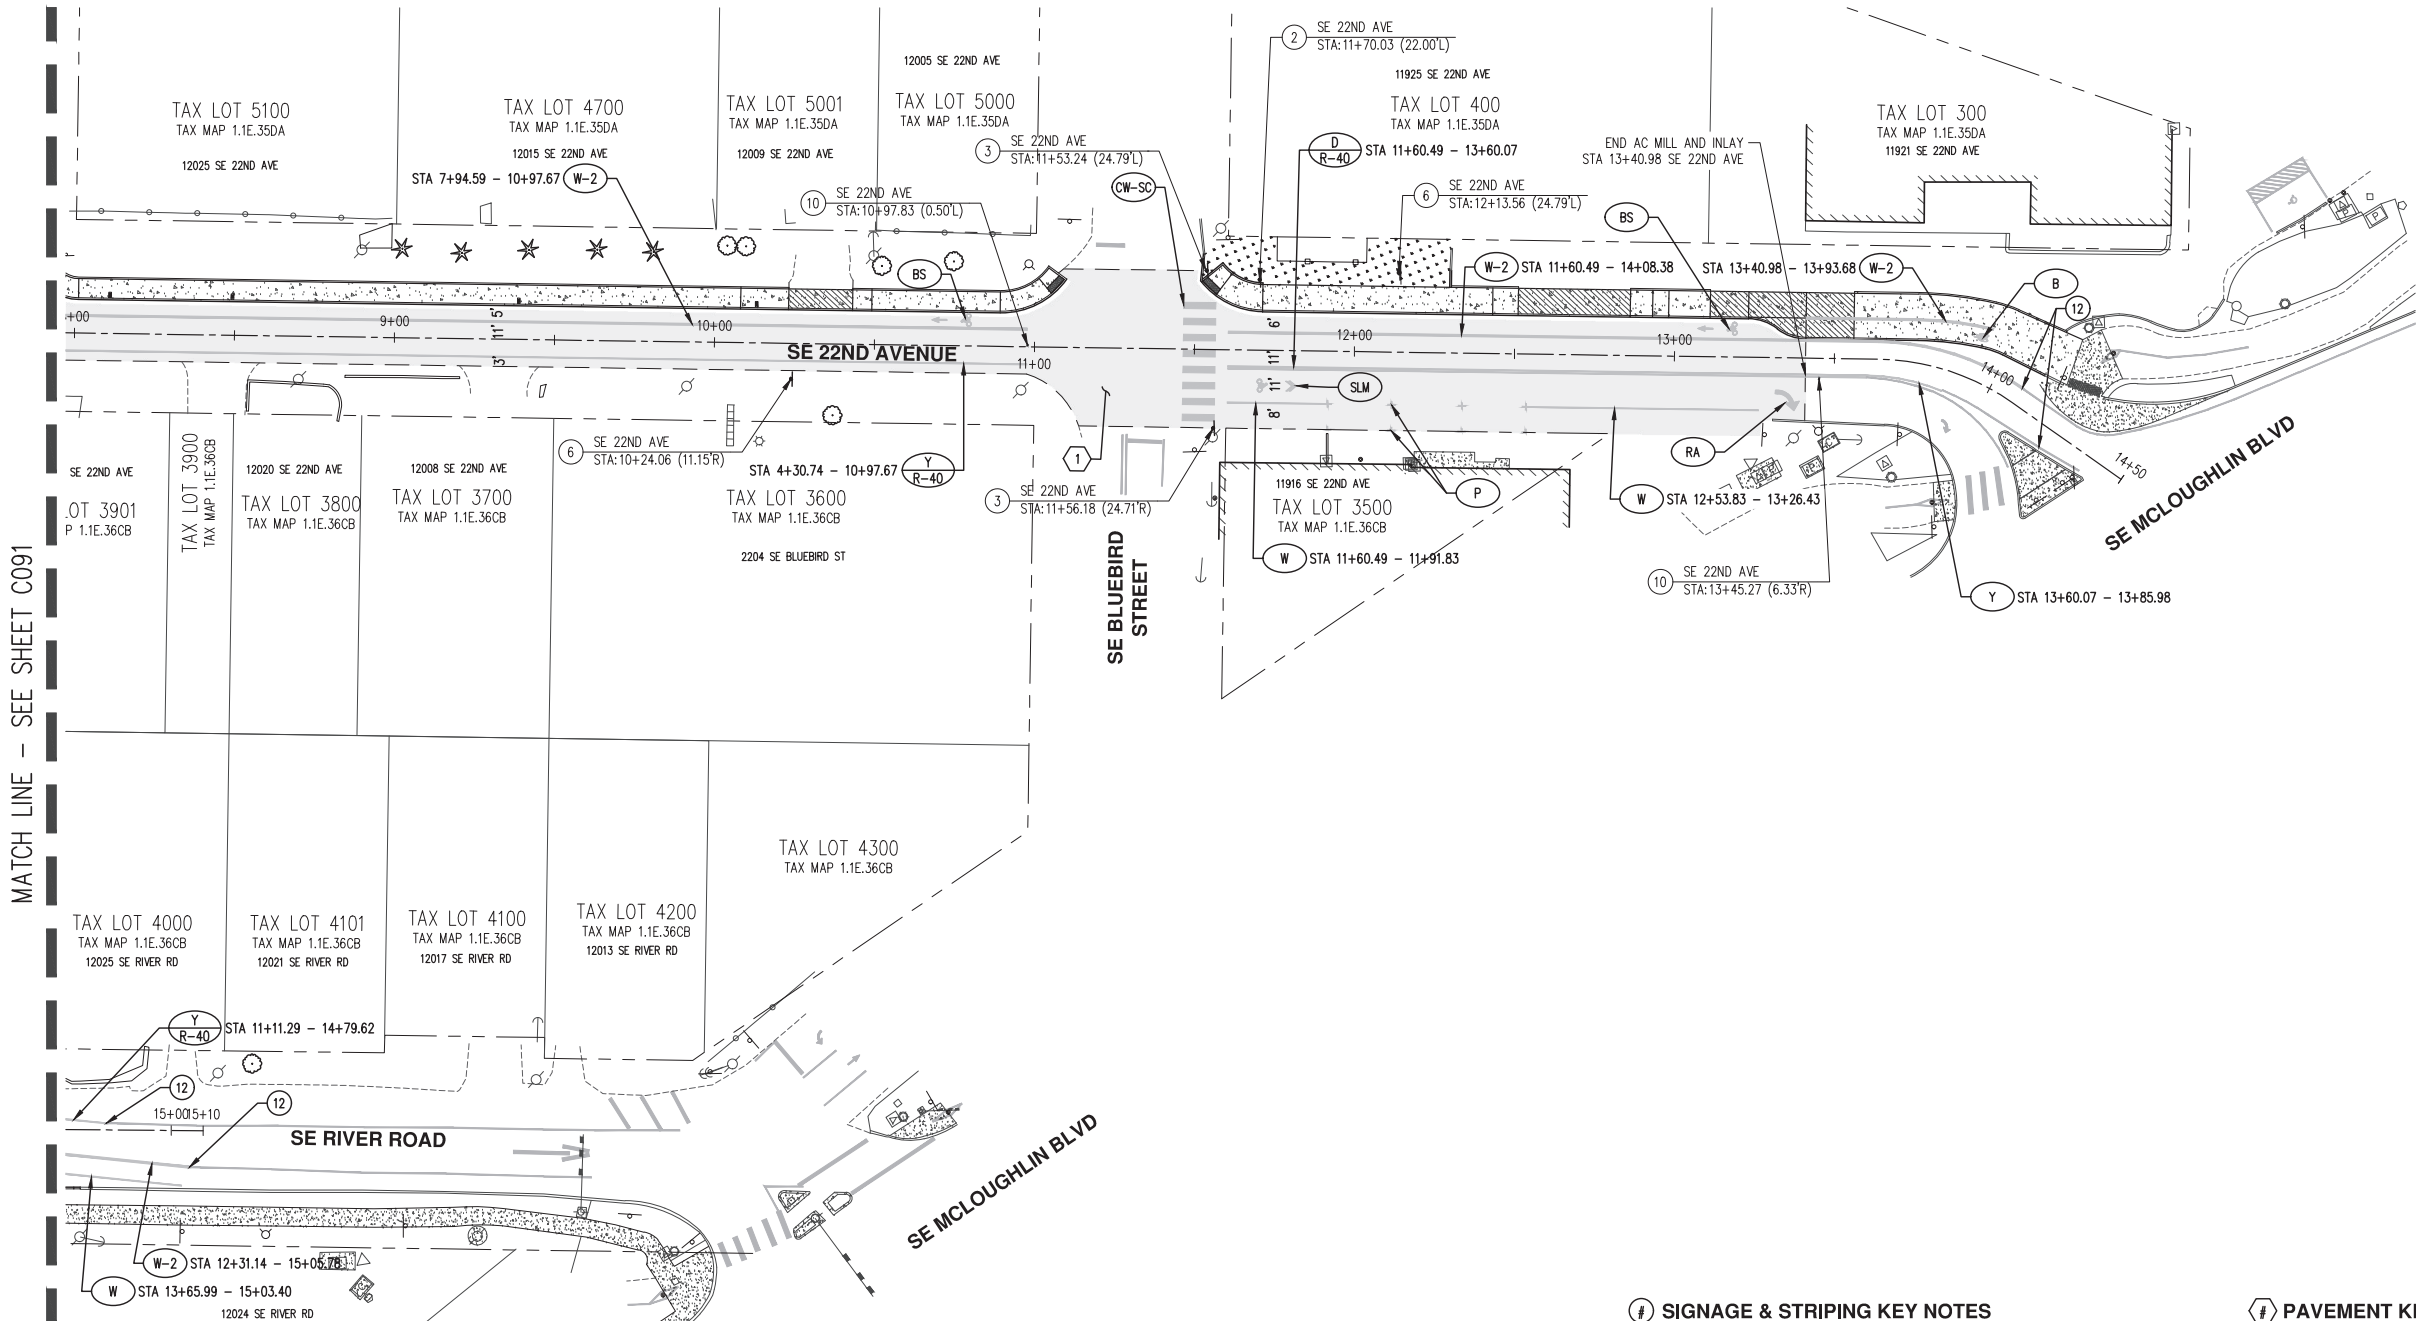 MATCH LINE - SEE SHEET C091
TAX LOT 5100
TAX MAP 1.1E.35DA
12025 SE 22ND AVE
TAX LOT 4700
TAX MAP 1.1E.35DA
12015 SE 22ND AVE
STA 7+94.59 - 10+97.67 W-2
TAX LOT 5001
TAX MAP 1.1E.35DA
12009 SE 22ND AVE
12005 SE 22ND AVE
TAX LOT 5000
TAX MAP 1.1E.35DA
10 SE 22ND AVE
STA:10+97.83 (0.50'L)
BS
2 SE 22ND AVE
STA:11+70.03 (22.00'L)
3 SE 22ND AVE
STA:11+53.24 (24.79'L)
CW-SC
11925 SE 22ND AVE
TAX LOT 400
TAX MAP 1.1E.35DA
D
R-40 STA 11+60.49 - 13+60.07
6 SE 22ND AVE
STA:12+13.56 (24.79'L)
END AC MILL AND INLAY
STA 13+40.98 SE 22ND AVE
TAX LOT 300
TAX MAP 1.1E.35DA
11921 SE 22ND AVE
BS
W-2 STA 11+60.49 - 14+08.38
STA 13+40.98 - 13+93.68 W-2
B
12
P
P
+00
9+00
5'
11'
3'
10+00
SE 22ND AVENUE
11+00
6'
11'
11'
8'
12+00
13+00
14+00
14+50
SLM
RA
6 SE 22ND AVE
STA:10+24.06 (11.15'R)
STA 4+30.74 - 10+97.67 Y
R-40
1
3 SE 22ND AVE
STA:11+56.18 (24.71'R)
SE 22ND AVE
LOT 3901
P 1.1E.36CB
TAX LOT 3900
TAX MAP 1.1E.36CB
12020 SE 22ND AVE
TAX LOT 3800
TAX MAP 1.1E.36CB
12008 SE 22ND AVE
TAX LOT 3700
TAX MAP 1.1E.36CB
TAX LOT 3600
TAX MAP 1.1E.36CB
2204 SE BLUEBIRD ST
SE BLUEBIRD
STREET
11916 SE 22ND AVE
TAX LOT 3500
TAX MAP 1.1E.36CB
P
W STA 11+60.49 - 11+91.83
W STA 12+53.83 - 13+26.43
10 SE 22ND AVE
STA:13+45.27 (6.33'R)
Y STA 13+60.07 - 13+85.98
SE MCLOUGHLIN BLVD
TAX LOT 4000
TAX MAP 1.1E.36CB
12025 SE RIVER RD
TAX LOT 4101
TAX MAP 1.1E.36CB
12021 SE RIVER RD
TAX LOT 4100
TAX MAP 1.1E.36CB
12017 SE RIVER RD
TAX LOT 4200
TAX MAP 1.1E.36CB
12013 SE RIVER RD
TAX LOT 4300
TAX MAP 1.1E.36CB
Y
R-40 STA 11+11.29 - 14+79.62
12
12
15+00 15+10
SE RIVER ROAD
SE MCLOUGHLIN BLVD
W-2 STA 12+31.14 - 15+05.78
W STA 13+65.99 - 15+03.40
12024 SE RIVER RD
# SIGNAGE & STRIPING KEY NOTES
# PAVEMENT